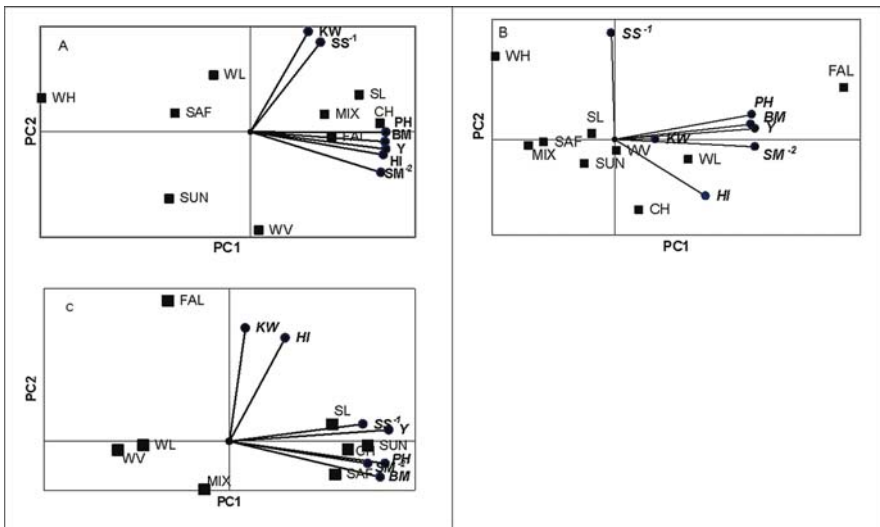 A
KW
SS⁻¹
WL
SL
WH
SAF
MIX
CH
PH
BM
FAL
Y
HI
SM⁻²
SUN
WV
PC2
PC1
B
SS⁻¹
WH
FAL
PH
BM
Y
SL
KW
SAF
MIX
WV
SM⁻²
SUN
WL
HI
CH
PC2
PC1
C
FAL
KW
HI
SL
SS⁻¹
Y
WL
SUN
WV
CH
PH
SAF
BM
MIX
PC2
PC1